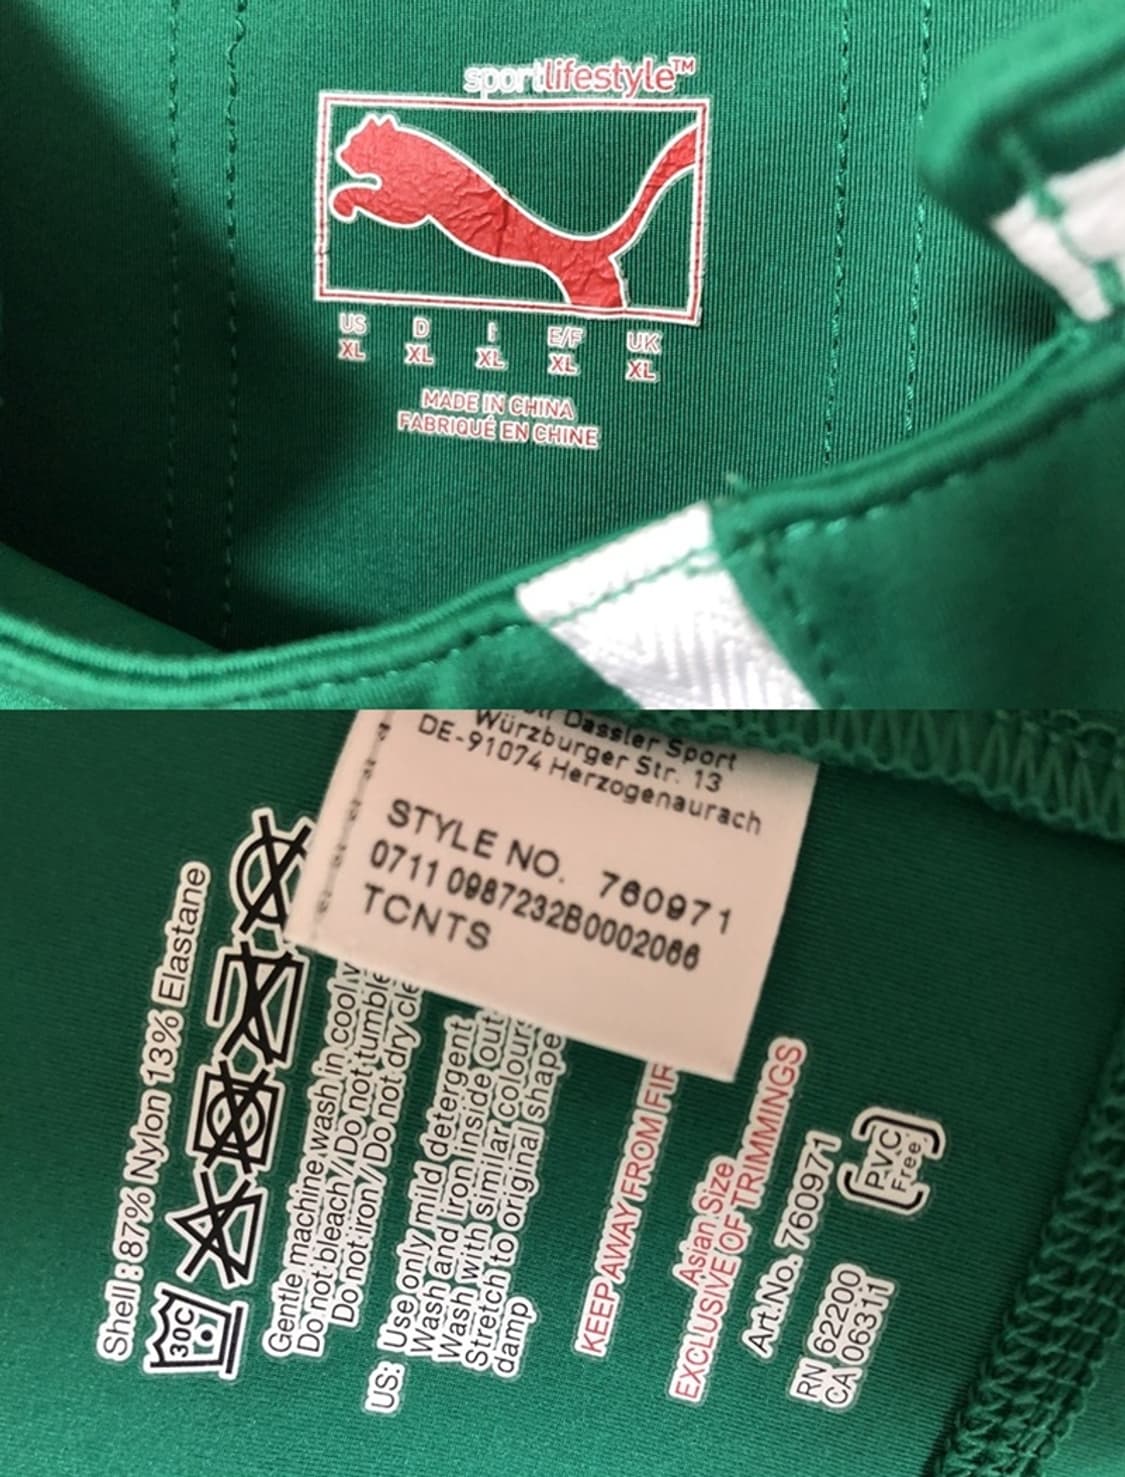 sportlifestyle™
US D I E/F UK
XL XL XL XL XL
MADE IN CHINA
FABRIQUÉ EN CHINE
Dassler Sport
Würzburger Str. 13
DE-91074 Herzogenaurach
STYLE NO. 760971
0711 0987232B0002066
TCNTS
Shell: 87% Nylon 13% Elastane
30C
Gentle machine wash in cool
Do not bleach//Do not tumble
Do not iron//Do not dry
US: Use only mild detergent
Wash and iron inside out
Wash with similar colours
Stretch to original shape
damp
KEEP AWAY FROM
Asian Size
EXCLUSIVE OF TRIMMINGS
Art.No. 760971
RN 62200
CA 06311
PVC
Free